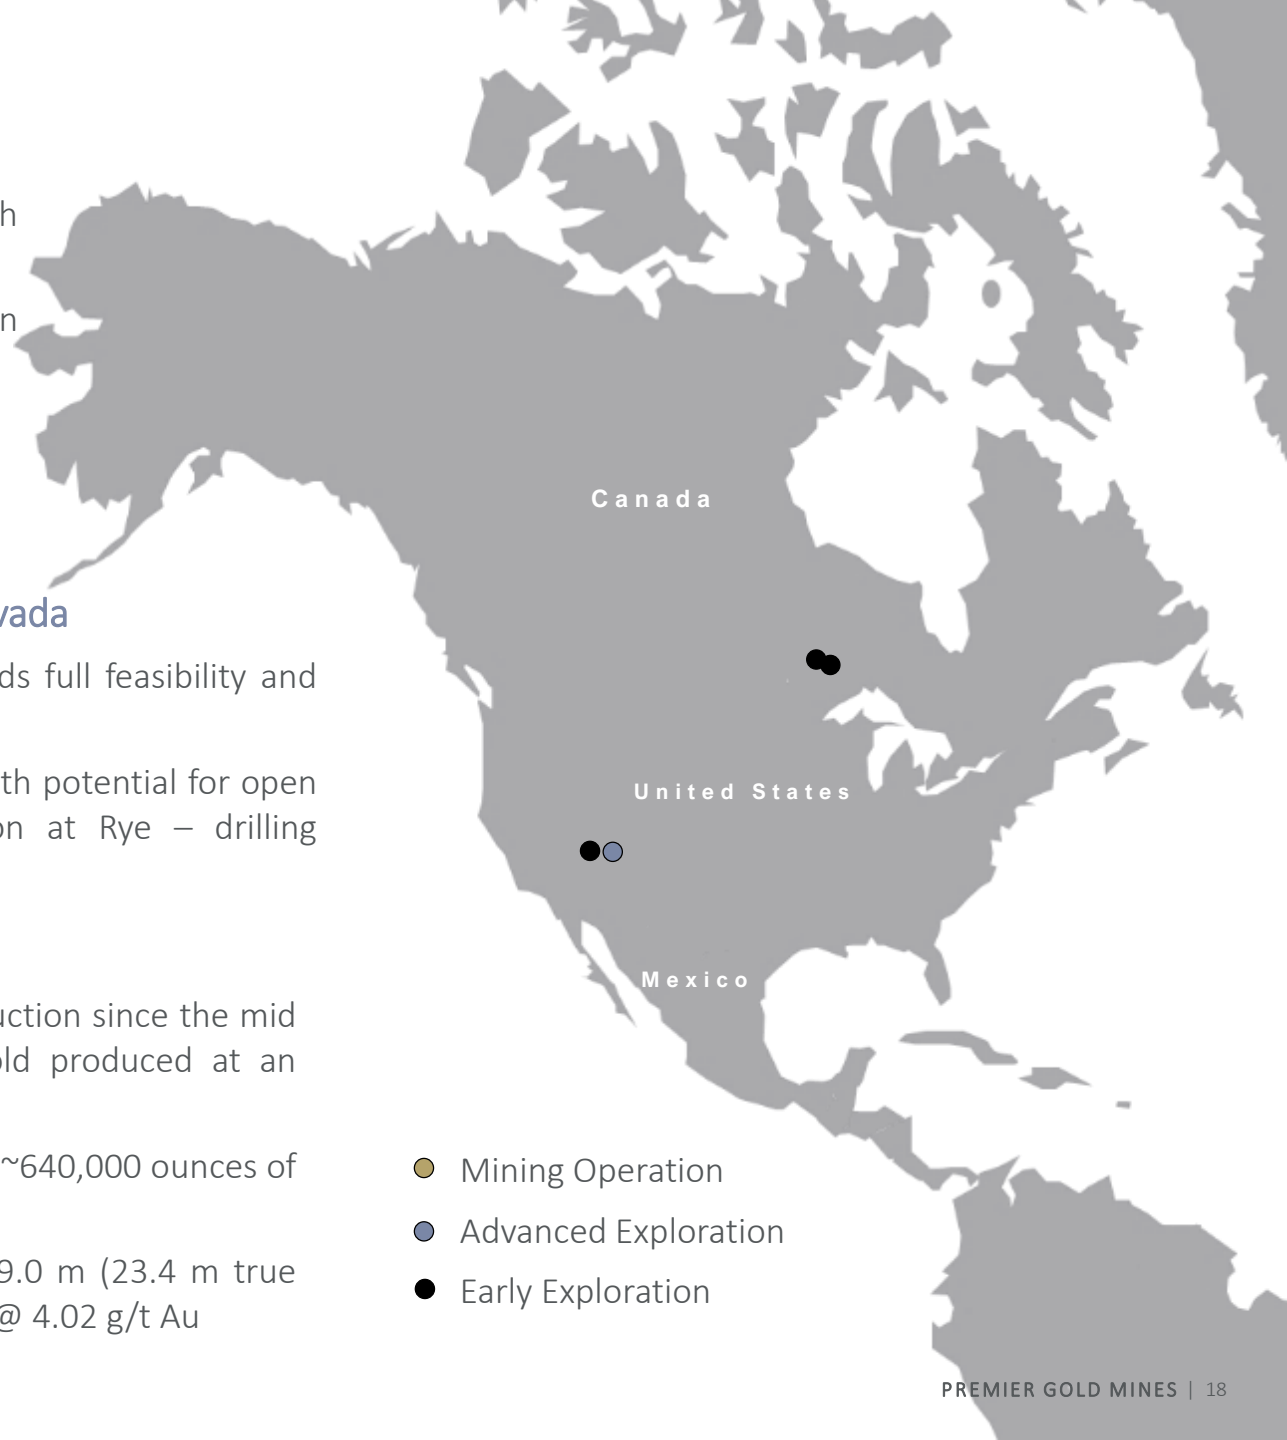 h
n
vada
ds full feasibility and
th potential for open
on at Rye – drilling
uction since the mid
old produced at an
~640,000 ounces of
9.0 m (23.4 m true
@ 4.02 g/t Au
Canada
United States
Mexico
Mining Operation
Advanced Exploration
Early Exploration
PREMIER GOLD MINES | 18